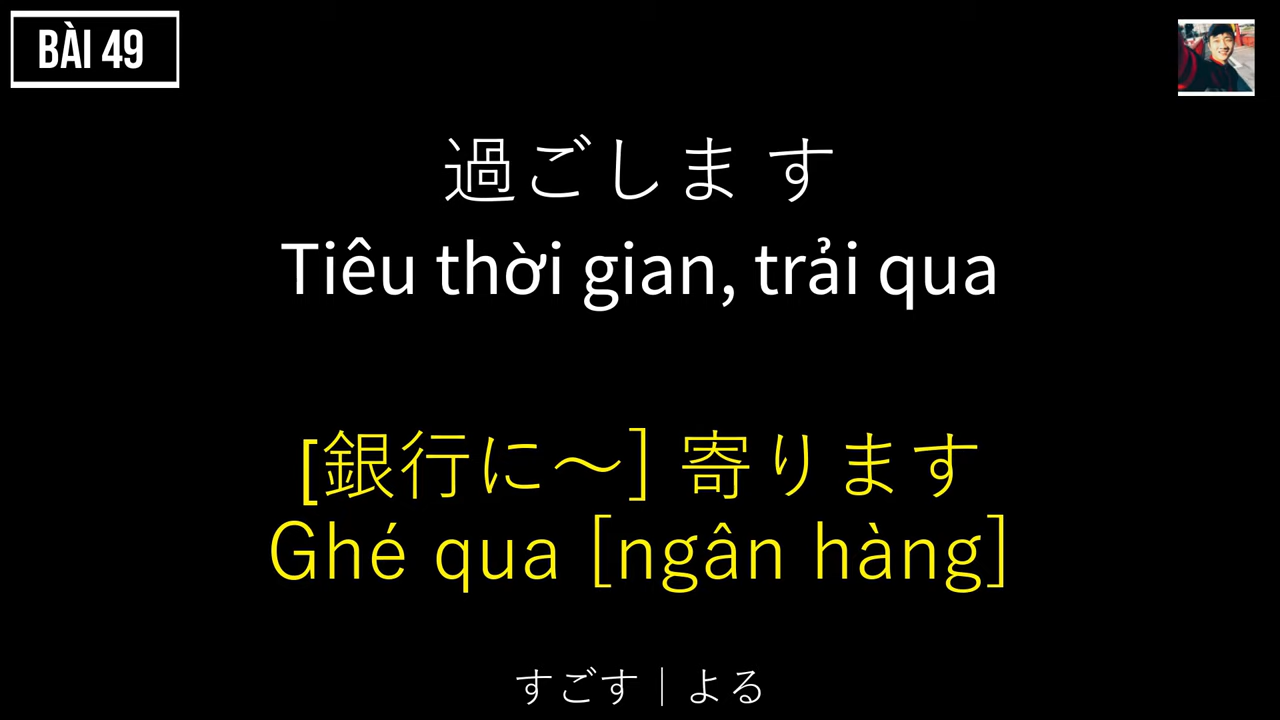 BÀI 49
過ごします
Tiêu thời gian, trải qua
[銀行に～] 寄ります
Ghé qua [ngân hàng]
すごす｜よる